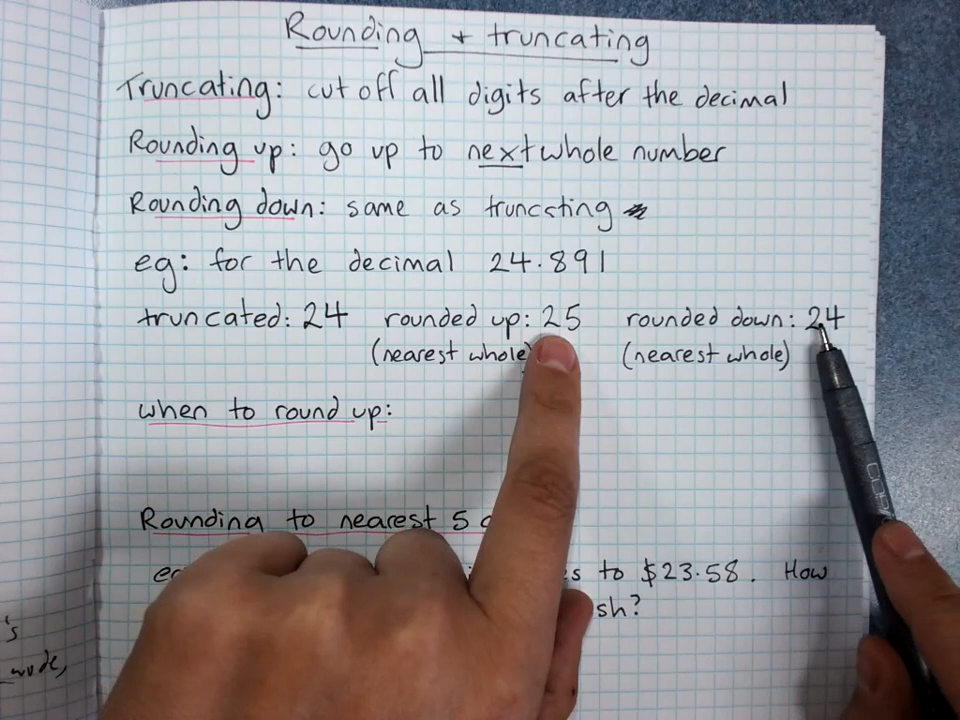 Rounding + truncating
Truncating: cut off all digits after the decimal
Rounding up: go up to next whole number
Rounding down: same as truncating
eg: for the decimal 24.891
truncated: 24 rounded up: 25 rounded down: 24
(nearest whole) (nearest whole)
when to round up:
Rounding to nearest 5
to $23.58. How
's
mode,